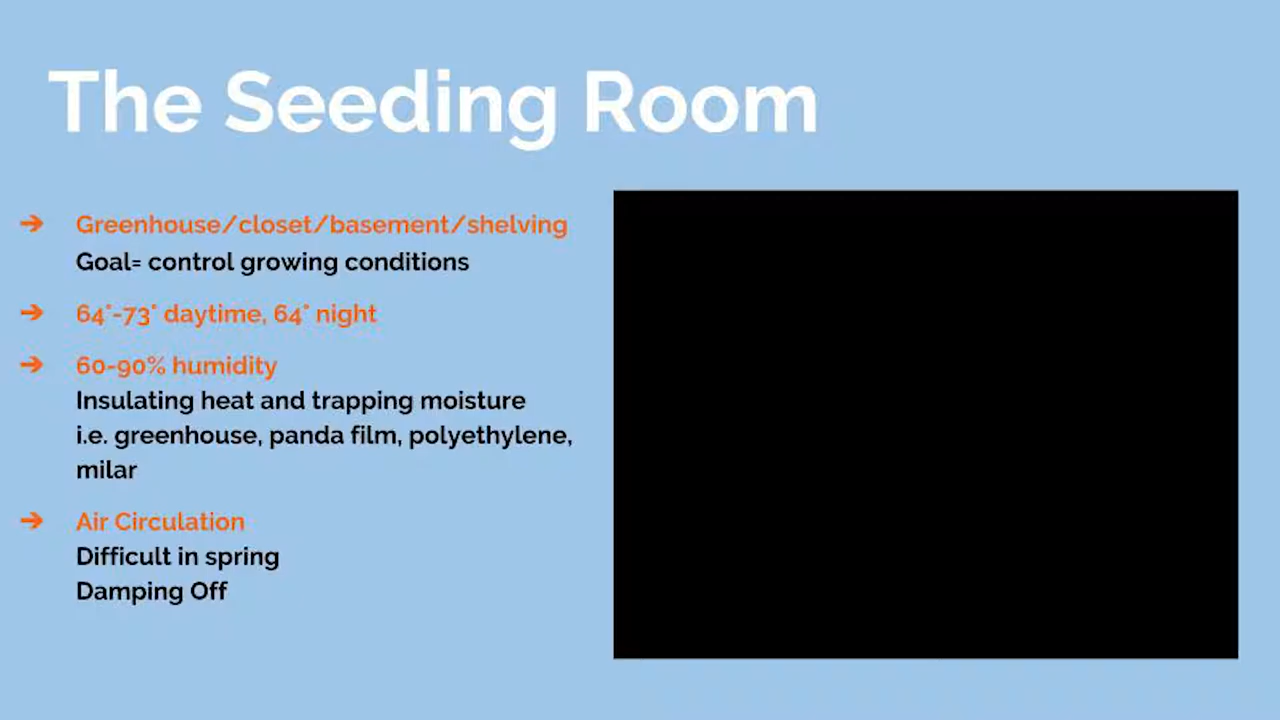 The Seeding Room
➔ Greenhouse/closet/basement/shelving
Goal= control growing conditions
➔ 64°-73° daytime, 64° night
➔ 60-90% humidity
Insulating heat and trapping moisture
i.e. greenhouse, panda film, polyethylene,
milar
➔ Air Circulation
Difficult in spring
Damping Off